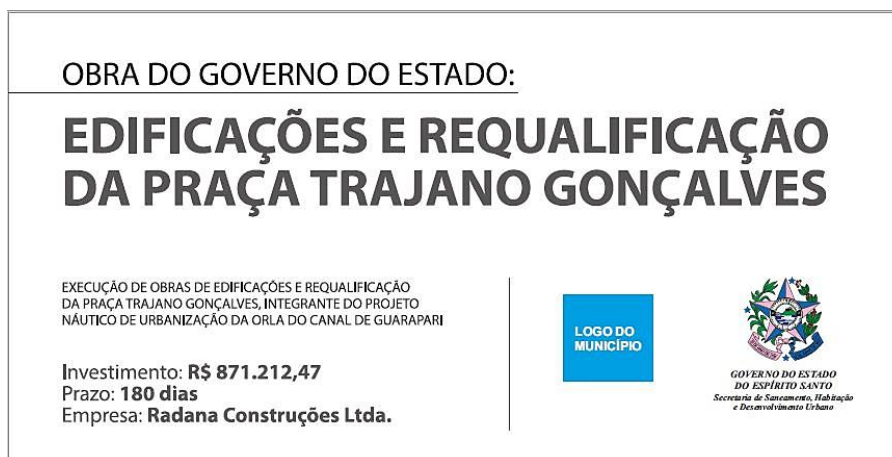 OBRA DO GOVERNO DO ESTADO:
EDIFICAÇÕES E REQUALIFICAÇÃO
DA PRAÇA TRAJANO GONÇALVES
EXECUÇÃO DE OBRAS DE EDIFICAÇÕES E REQUALIFICAÇÃO
DA PRAÇA TRAJANO GONÇALVES, INTEGRANTE DO PROJETO
NÁUTICO DE URBANIZAÇÃO DA ORLA DO CANAL DE GUARAPARI
Investimento: R$ 871.212,47
Prazo: 180 dias
Empresa: Radana Construções Ltda.
LOGO DO
MUNICÍPIO
GOVERNO DO ESTADO
DO ESPÍRITO SANTO
Secretaria de Saneamento, Habitação
e Desenvolvimento Urbano